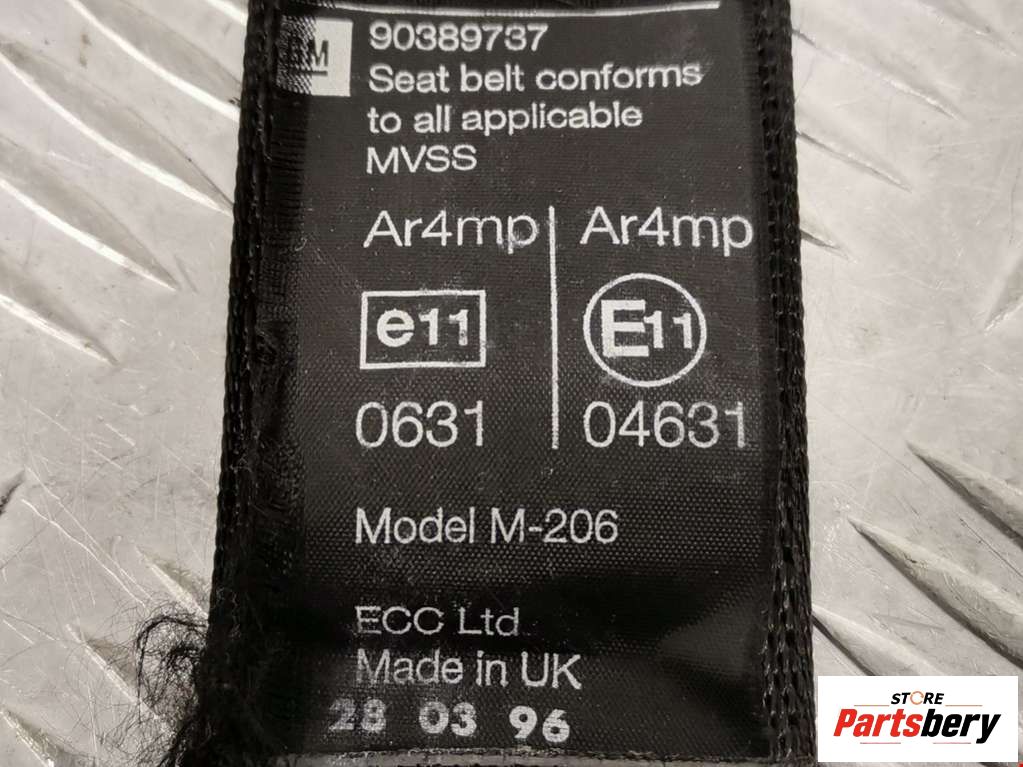 GM 90389737
Seat belt conforms
to all applicable
MVSS
Ar4mp Ar4mp
e11 E11
0631 04631
Model M-206
ECC Ltd
Made in UK
28 03 96
STORE
Partsbery